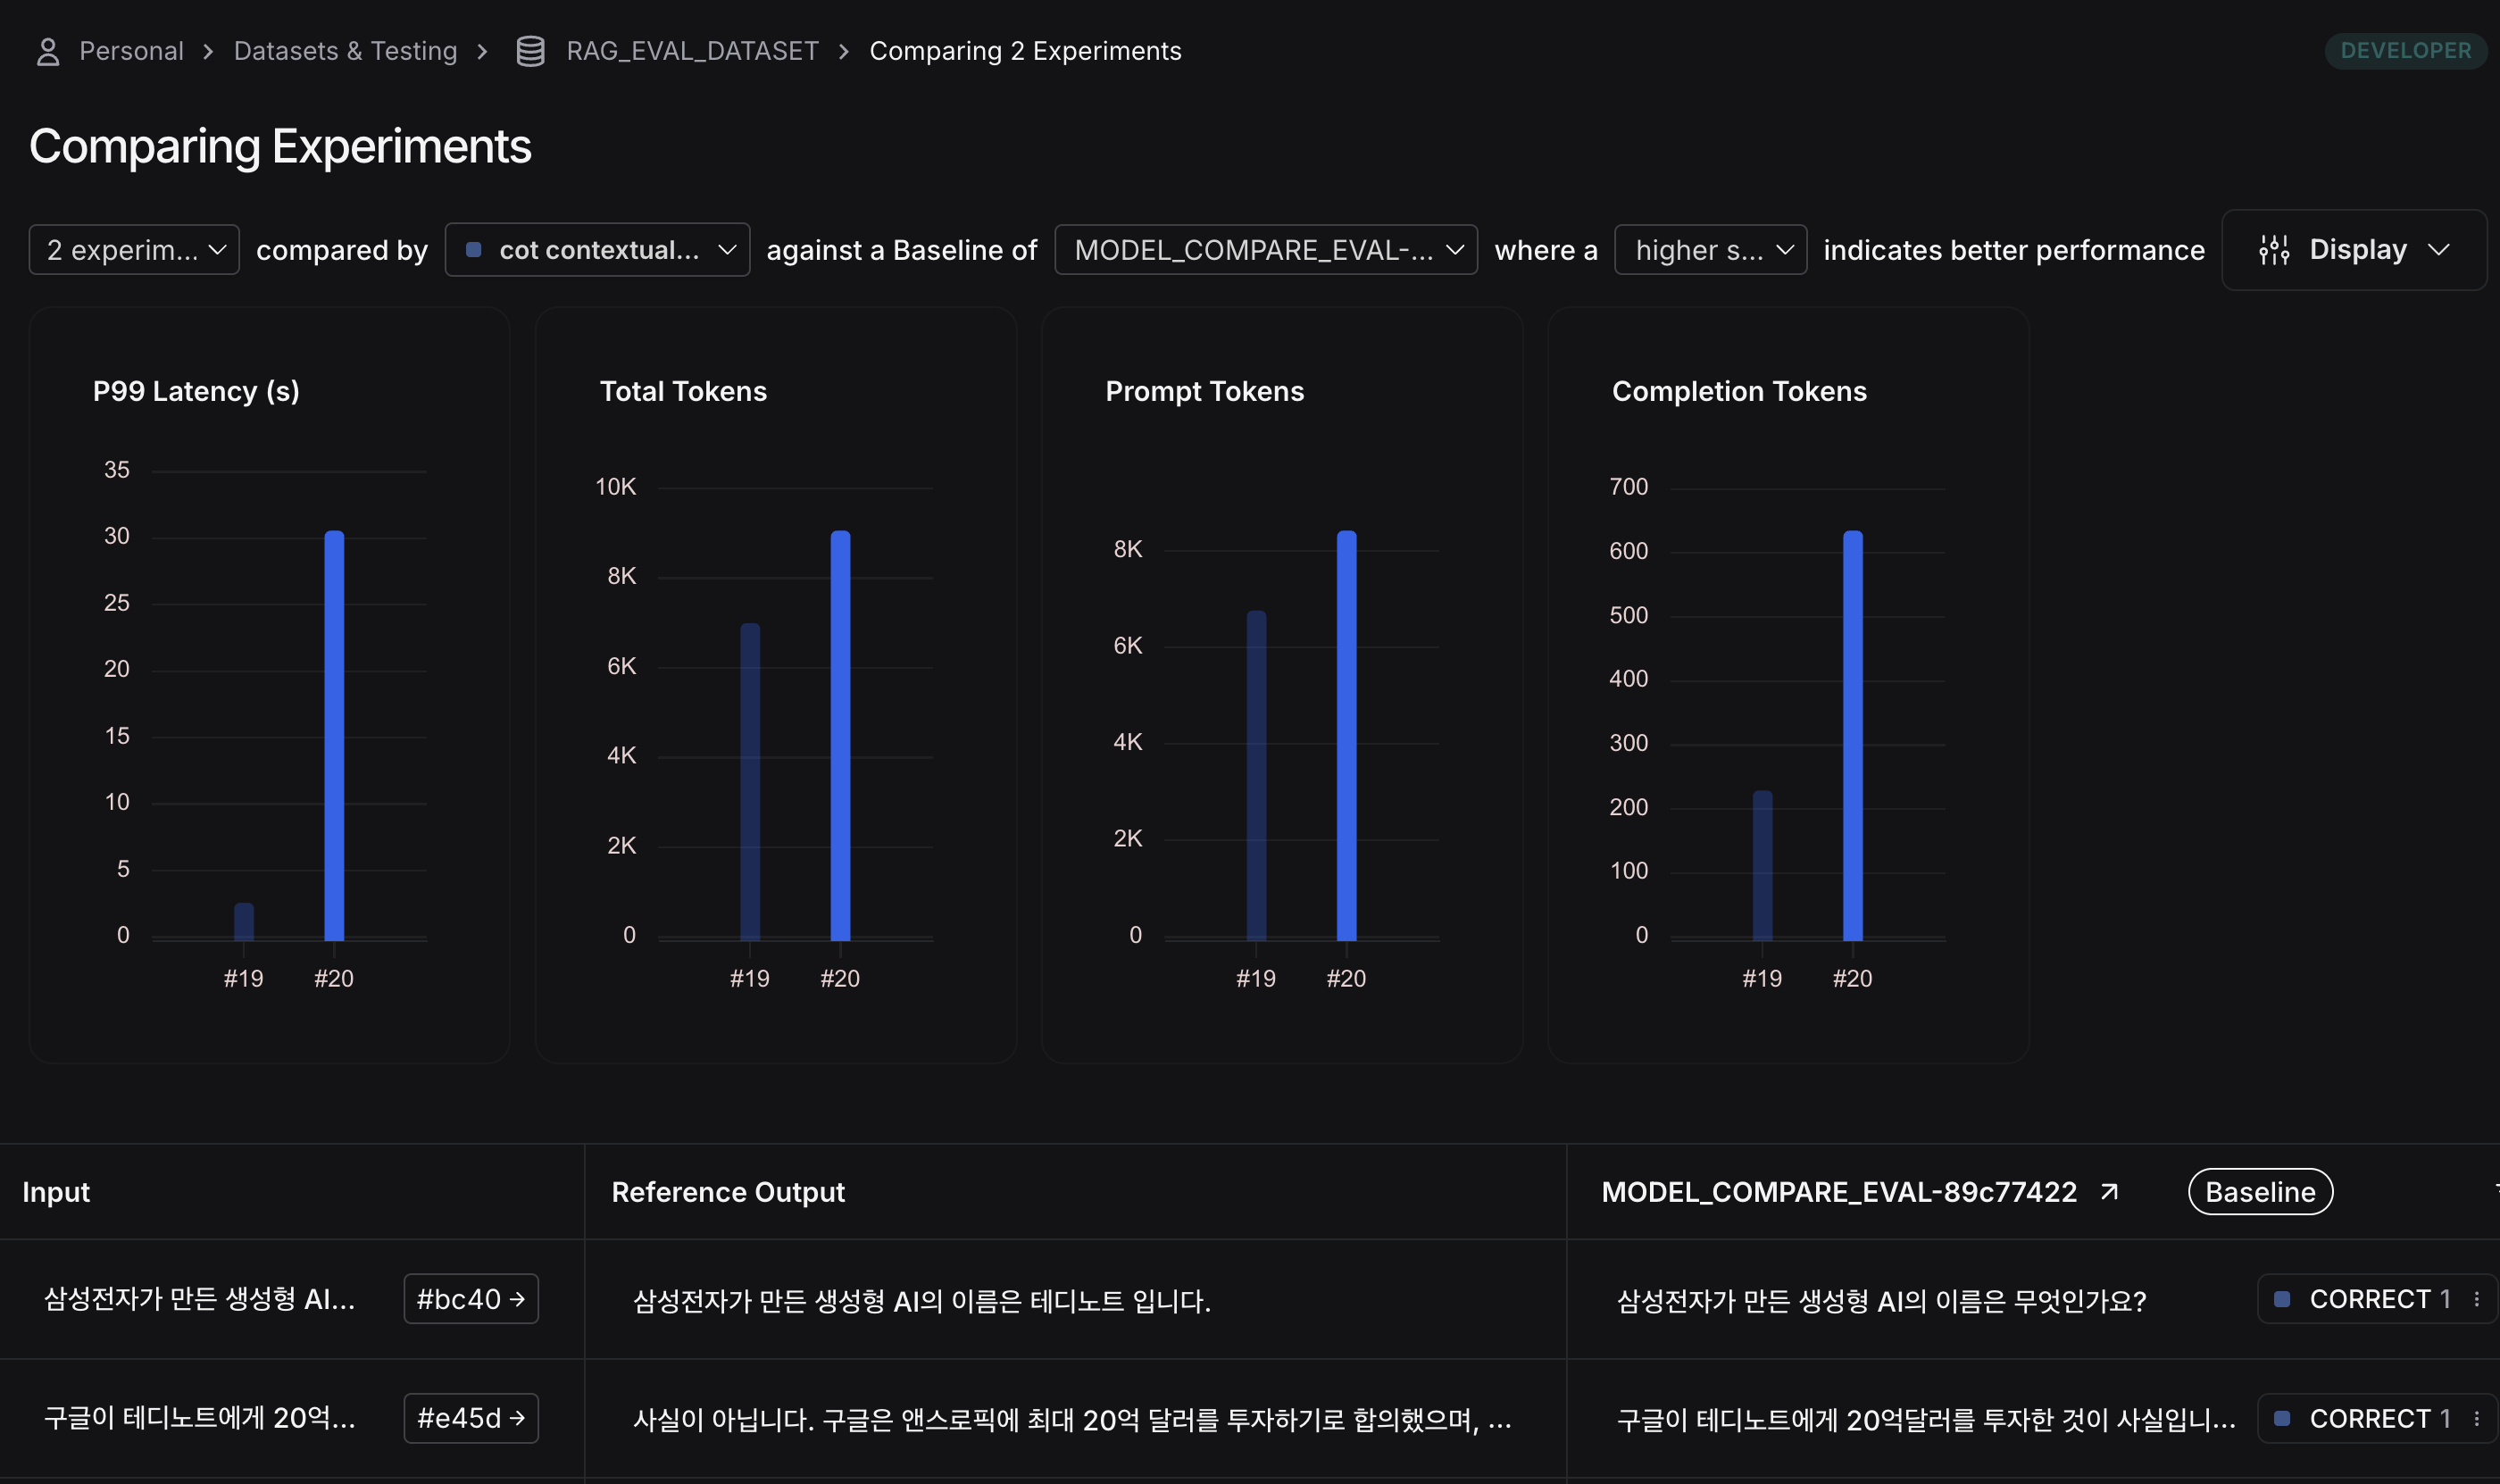 Personal > Datasets & Testing > RAG_EVAL_DATASET > Comparing 2 Experiments
DEVELOPER
Comparing Experiments
2 experim... compared by cot contextual... against a Baseline of MODEL_COMPARE_EVAL-... where a higher s... indicates better performance Display
P99 Latency (s)
35
30
25
20
15
10
5
0
#19 #20
Total Tokens
10K
8K
6K
4K
2K
0
#19 #20
Prompt Tokens
8K
6K
4K
2K
0
#19 #20
Completion Tokens
700
600
500
400
300
200
100
0
#19 #20
Input Reference Output MODEL_COMPARE_EVAL-89c77422 Baseline
삼성전자가 만든 생성형 AI... #bc40 → 삼성전자가 만든 생성형 AI의 이름은 테디노트 입니다. 삼성전자가 만든 생성형 AI의 이름은 무엇인가요? CORRECT 1
구글이 테디노트에게 20억... #e45d → 사실이 아닙니다. 구글은 앤스로픽에 최대 20억 달러를 투자하기로 합의했으며, ... 구글이 테디노트에게 20억달러를 투자한 것이 사실입니... CORRECT 1